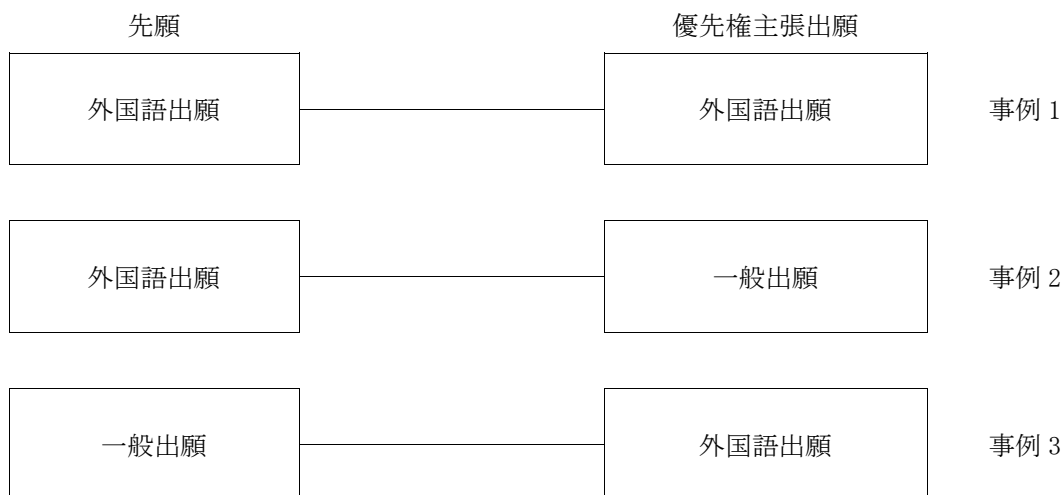 先願 優先権主張出願
外国語出願 外国語出願 事例 1
外国語出願 一般出願 事例 2
一般出願 外国語出願 事例 3